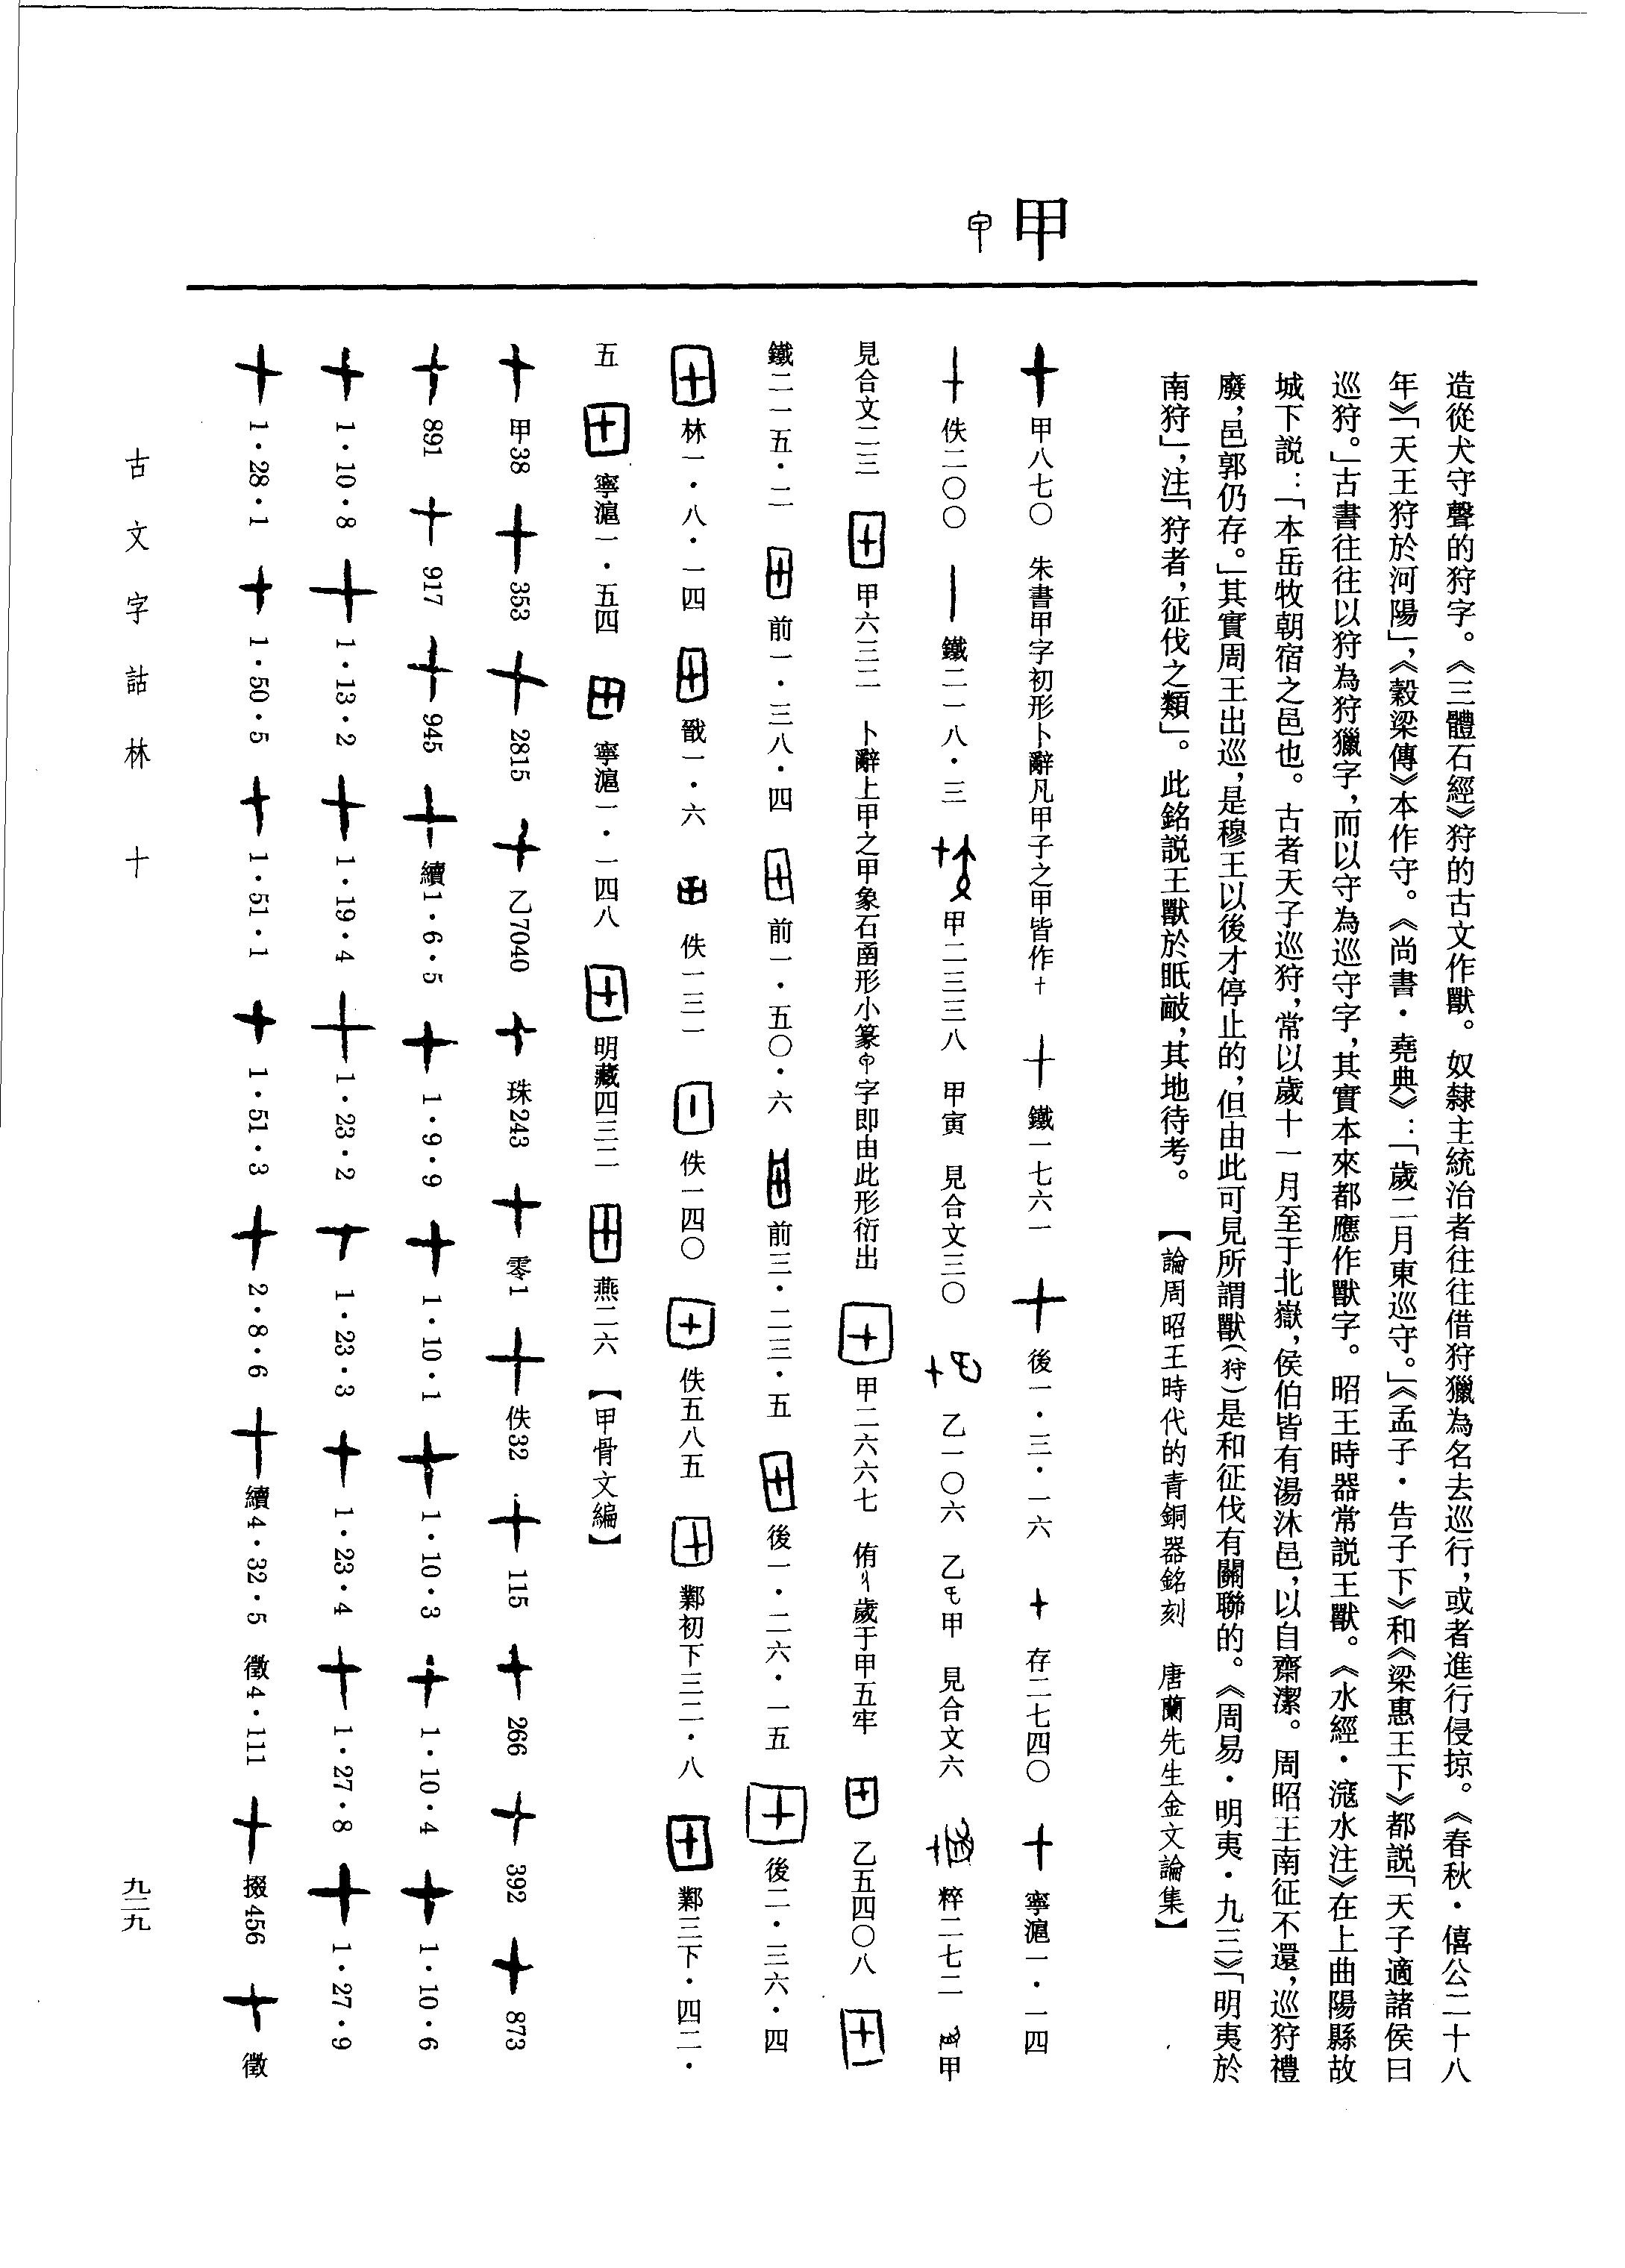 甲
造從犬守聲的狩字。《三體石經》狩的古文作獸。奴隸主統治者往往借狩獵為名去巡行，或者進行侵掠。《春秋·僖公二十八
年》「天王狩於河陽」，《穀梁傳》本作守。《尚書·堯典》：「歲二月東巡守。」《孟子·告子下》和《梁惠王下》都説「天子適諸侯曰
巡狩。」古書往往以狩為狩獵字，而以守為巡守字，其實本來都應作獸字。昭王時器常説王獸。《水經·滱水注》在上曲陽縣故
城下説：「本岳牧朝宿之邑也。古者天子巡狩，常以歲十一月至于北嶽，侯伯皆有湯沐邑，以自齋潔。周昭王南征不還，巡狩禮
廢，邑郭仍存。」其實周王出巡，是穆王以後才停止的，但由此可見所謂獸（狩）是和征伐有關聯的。《周易·明夷·九三》「明夷於
南狩」，注「狩者，征伐之類」。此銘説王獸於眂敾，其地待考。【論周昭王時代的青銅器銘刻 唐蘭先生金文論集】
甲八七〇 朱書甲字初形卜辭凡甲子之甲皆作十 鐵一七六一 後一·三·一六 存二七四〇 寧滬一·一四
佚二〇〇 鐵二一八·三 甲二三三八 甲寅 見合文三〇 乙一〇六 乙甲 見合文六 粹二七二 甲
見合文二三 甲六三二 卜辭上甲之甲象石函形小篆字即由此形衍出 甲二六六七 侑歲于甲五牢 乙五四〇八
鐵二一五·二 前一·三八·四 前一·五〇·六 前三·二三·五 後一·二六·一五 後二·三六·四
林一·八·一四 戩一·六 佚一三一 佚一四〇 佚五八五 鄴初下三二·八 鄴三下·四二·
五 寧滬一·五四 寧滬一·一四八 明藏四三二 燕二六 【甲骨文編】
甲38 353 2815 乙7040 珠243 零1 佚32 115 266 392 873
891 917 945 續1·6·5 1·9·9 1·10·1 1·10·3 1·10·4 1·10·6
1·10·8 1·13·2 1·19·4 1·23·2 1·23·3 1·23·4 1·27·8 1·27·9
1·28·1 1·50·5 1·51·1 1·51·3 2·8·6 續4·32·5 徵4·111 掇456 徵
古文字詁林 十
九二九